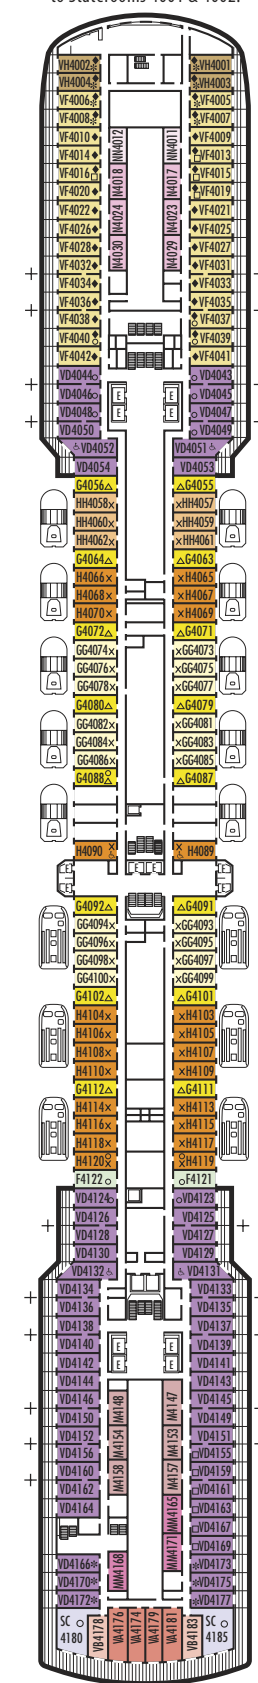 to Staterooms 4001 & 4002.
VH4002 VH4001
VH4004 VH4003
VF4006 VF4005
VF4008 VF4007
VF4010 NN4012 NN4011 VF4009
VF4014 VF4013
VF4016 N4018 N4017 VF4015
VF4020 VF4019
VF4022 N4024 N4023 VF4021
VF4026 VF4025
VF4028 N4030 N4029 VF4027
VF4032 VF4031
VF4034 VF4033
VF4036 VF4035
VF4038 VF4037
VF4040 VF4039
VF4042 VF4041
VD4044 VD4043
VD4046 E E VD4045
VD4048 E E VD4047
VD4050 VD4049
VD4052 VD4051
VD4054 VD4053
G4056 G4055
HH4058 HH4057
HH4060 HH4059
HH4062 HH4061
G4064 G4063
H4066 H4065
H4068 H4067
H4070 H4069
G4072 G4071
GG4074 GG4073
GG4076 GG4075
GG4078 GG4077
G4080 G4079
GG4082 GG4081
GG4084 GG4083
GG4086 GG4085
G4088 G4087
H4090 H4089
E E E E
G4092 G4091
GG4094 GG4093
GG4096 GG4095
GG4098 GG4097
GG4100 GG4099
G4102 G4101
H4104 H4103
H4106 H4105
H4108 H4107
H4110 H4109
G4112 G4111
H4114 H4113
H4116 H4115
H4118 H4117
H4120 H4119
F4122 F4121
VD4124 VD4123
VD4126 VD4125
VD4128 VD4127
VD4130 VD4129
VD4132 VD4131
VD4134 VD4133
VD4136 VD4135
VD4138 VD4137
VD4140 E E VD4139
VD4142 E E VD4141
VD4144 VD4143
VD4146 M4148 M4147 VD4145
VD4150 VD4149
VD4152 M4154 M4153 VD4151
VD4156 VD4155
VD4160 M4158 M4157 VD4159
VD4162 VD4161
VD4164 MM4165 VD4163
VD4167
MM4171 VD4169
VD4166 MM4168 VD4173
VD4170 VD4175
VD4172 VD4177
SC 4180 VB4178 VA4176 VA4174 VA4179 VA4181 VB4183 SC 4185